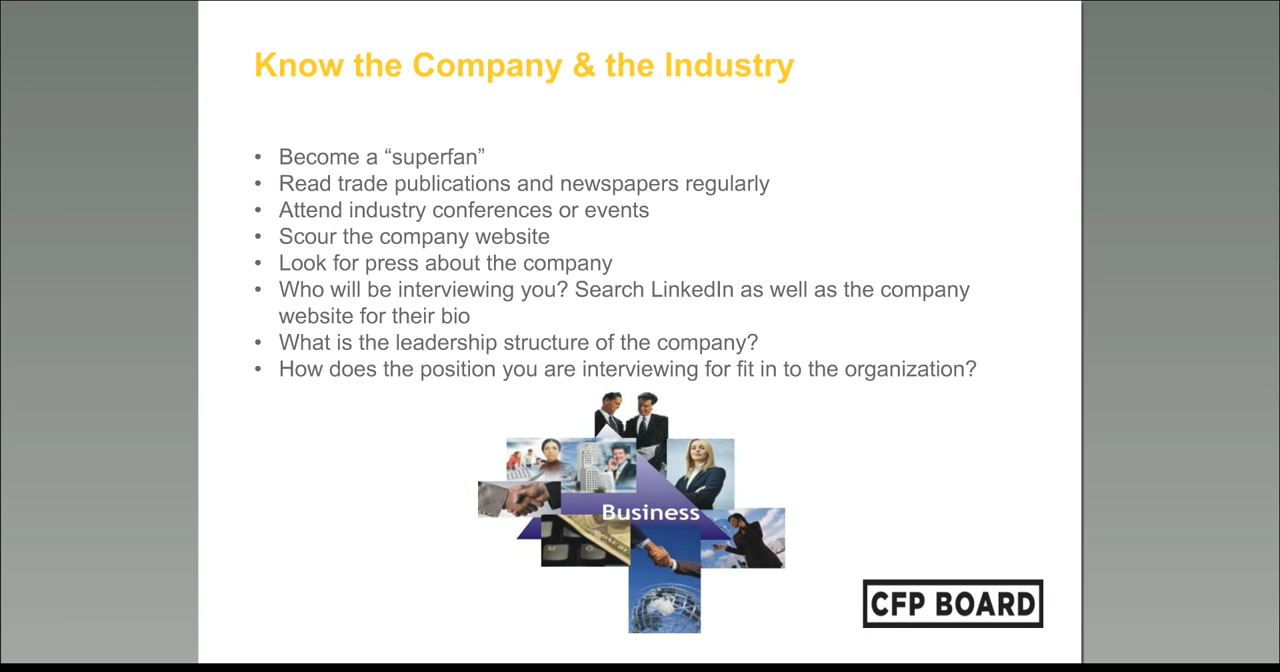 Know the Company & the Industry
• Become a “superfan”
• Read trade publications and newspapers regularly
• Attend industry conferences or events
• Scour the company website
• Look for press about the company
• Who will be interviewing you? Search LinkedIn as well as the company
website for their bio
• What is the leadership structure of the company?
• How does the position you are interviewing for fit in to the organization?
Business
M O
CFP BOARD